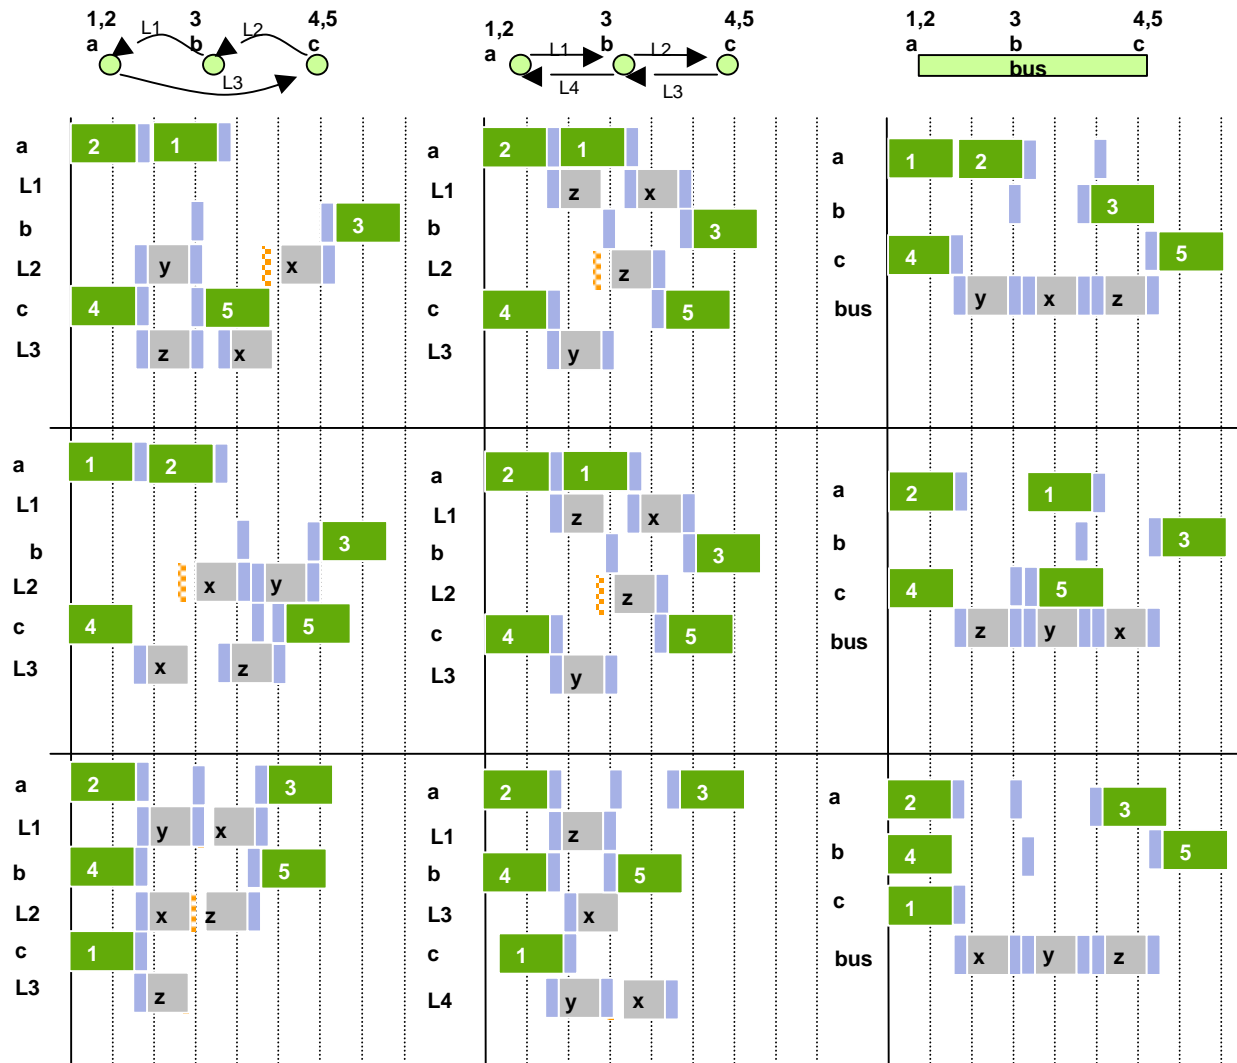 1,2 3 4,5
L1 L2
a b c
L3
1,2 3 4,5
a L1 b L2 c
L4 L3
1,2 3 4,5
a b c
bus
a 2 1
L1
b 3
L2 y x
c 4 5
L3 z x
a 2 1
L1 z x
b 3
L2 z
c 4 5
L3 y
a 1 2
b 3
c 4 5
bus y x z
a 1 2
L1
b 3
L2 x y
c 4 5
L3 x z
a 2 1
L1 z x
b 3
L2 z
c 4 5
L3 y
a 2 1
b 3
c 4 5
bus z y x
a 2 3
L1 y x
b 4 5
L2 x z
c 1
L3 z
a 2 3
L1 z
b 4 5
L3 x
c 1
L4 y x
a 2 3
b 4 5
c 1
bus x y z